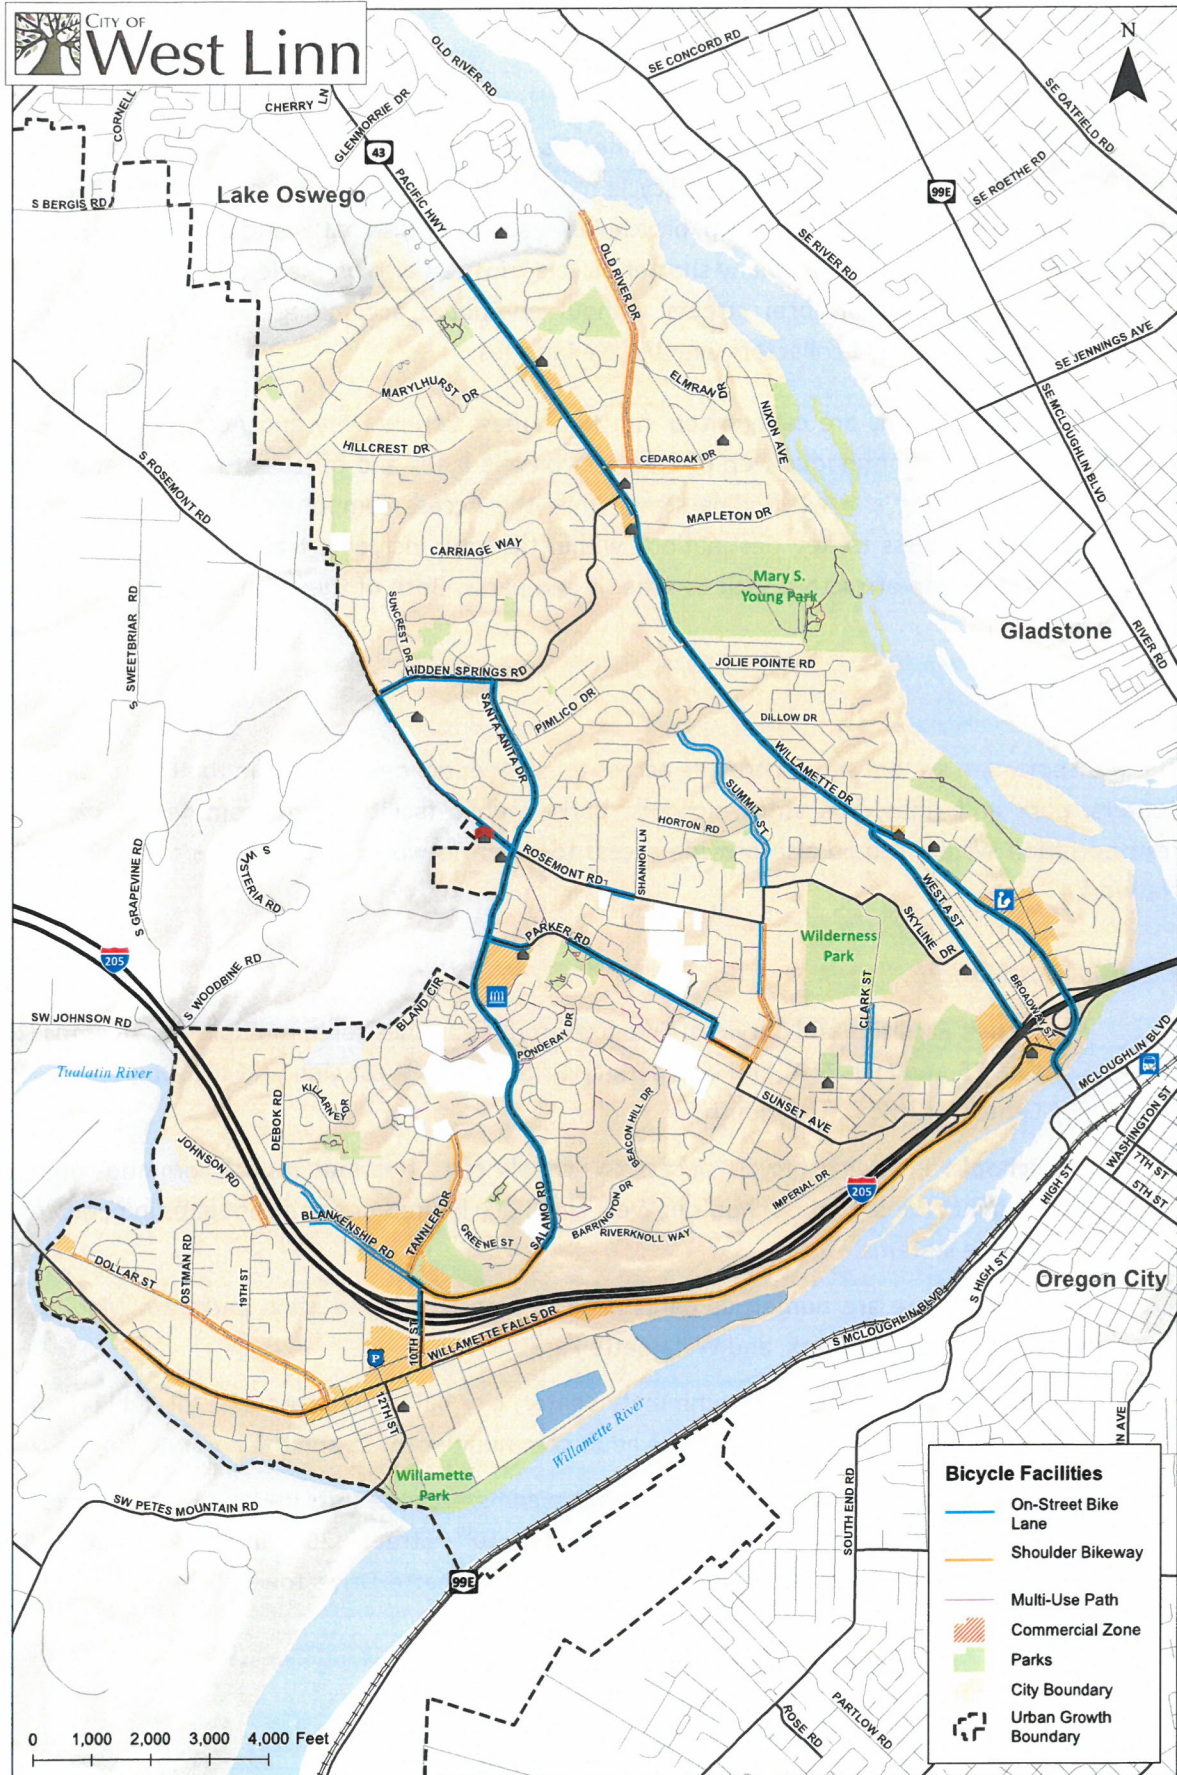 CITY OF
West Linn
N
OLD RIVER RD
SE CONCORD RD
SE OATFIELD RD
CORNELL
CHERRY LN
GLENMORRIE DR
43
PACIFIC HWY
99E
SE ROETHE RD
S BERGIS RD
Lake Oswego
SE RIVER RD
OLD RIVER DR
SE JENNINGS AVE
MARYLHURST DR
ELMRAN DR
NIXON AVE
SE MCLOUGHLIN BLVD
HILLCREST DR
CEDAROAK DR
S ROSEMONT RD
MAPLETON DR
CARRIAGE WAY
Mary S.
Young Park
S SWEETBRIAR RD
SUNCREST DR
Gladstone
RIVER RD
HIDDEN SPRINGS RD
JOLIE POINTE RD
SANTA ANITA DR
PIMLICO DR
DILLOW DR
WILLAMETTE DR
SUMMIT ST
HORTON RD
SHANNON LN
ROSEMONT RD
S GRAPEVINE RD
S WYSTERIA RD
WEST A ST
SKYLINE DR
PARKER RD
Wilderness
Park
205
S WOODBINE RD
BLAND CIR
CLARK ST
BROADWAY ST
SW JOHNSON RD
PONDERAY DR
MCLOUGHLIN BLVD
Tualatin River
KILLARNEY DR
DEBOK RD
BEACON HILL DR
SUNSET AVE
WASHINGTON ST
7TH ST
5TH ST
JOHNSON RD
HIGH ST
IMPERIAL DR
205
TANNLER DR
BLANKENSHIP RD
GREENE ST
SALAMO RD
BARRINGTON DR
RIVERKNOLL WAY
OSTMAN RD
DOLLAR ST
19TH ST
S HIGH ST
Oregon City
10TH ST
WILLAMETTE FALLS DR
S MCLOUGHLIN BLVD
P
12TH ST
Willamette River
Willamette
Park
SW PETES MOUNTAIN RD
SOUTH END RD
N AVE
99E
PARTLOW RD
ROSE RD
Bicycle Facilities
On-Street Bike
Lane
Shoulder Bikeway
Multi-Use Path
Commercial Zone
Parks
City Boundary
Urban Growth
Boundary
0 1,000 2,000 3,000 4,000 Feet